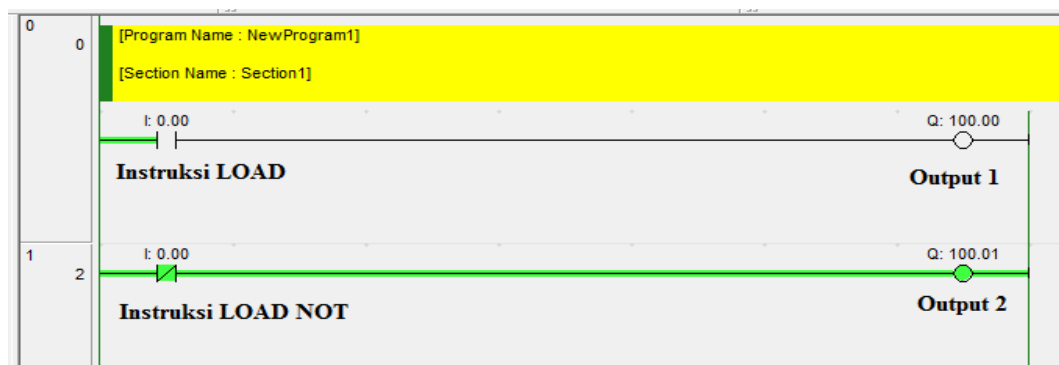 0
0
[Program Name : NewProgram1]
[Section Name : Section1]
I: 0.00 Q: 100.00
Instruksi LOAD Output 1
1
2
I: 0.00 Q: 100.01
Instruksi LOAD NOT Output 2